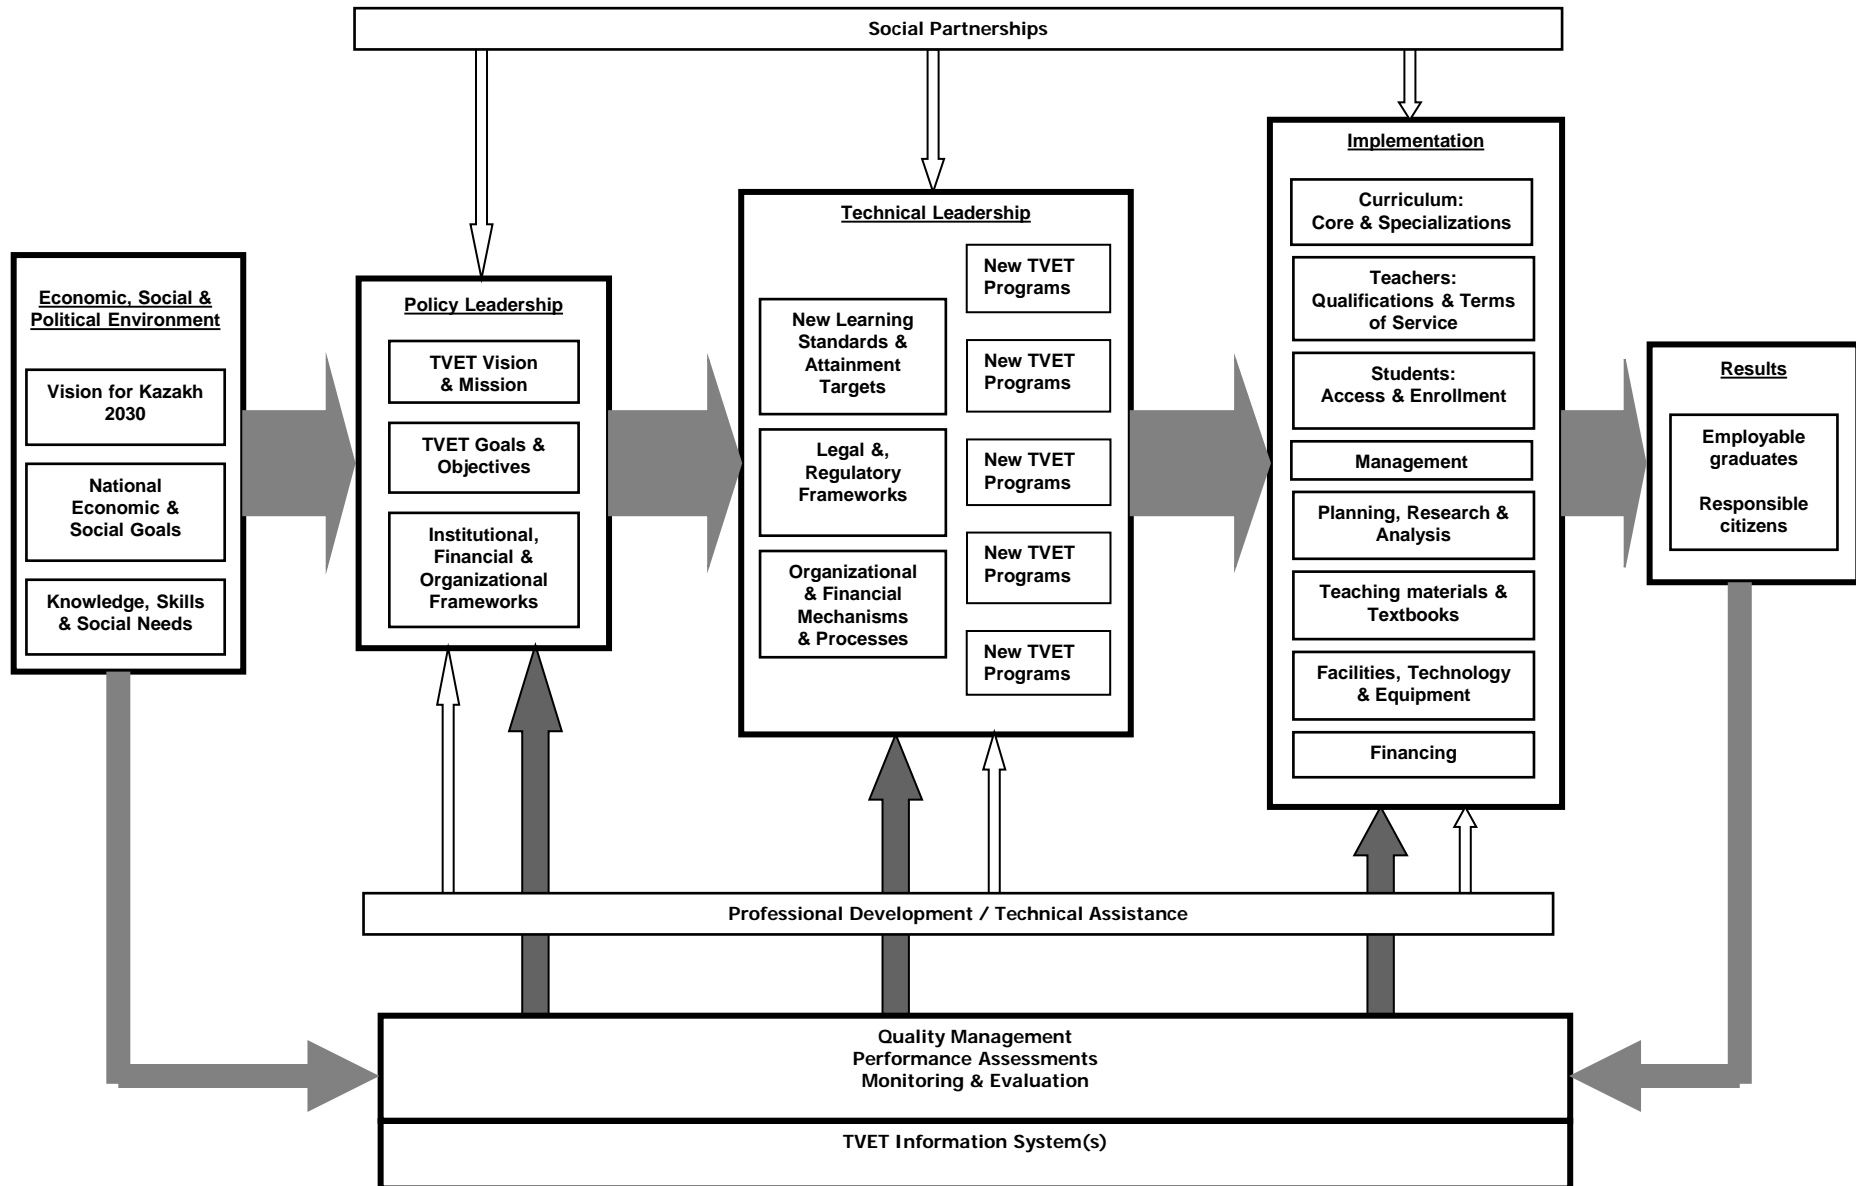 Social Partnerships
Economic, Social &
Political Environment
Vision for Kazakh
2030
National
Economic &
Social Goals
Knowledge, Skills
& Social Needs
Policy Leadership
TVET Vision
& Mission
TVET Goals &
Objectives
Institutional,
Financial &
Organizational
Frameworks
Technical Leadership
New Learning
Standards &
Attainment
Targets
Legal &,
Regulatory
Frameworks
Organizational
& Financial
Mechanisms
& Processes
New TVET
Programs
New TVET
Programs
New TVET
Programs
New TVET
Programs
New TVET
Programs
Implementation
Curriculum:
Core & Specializations
Teachers:
Qualifications & Terms
of Service
Students:
Access & Enrollment
Management
Planning, Research &
Analysis
Teaching materials &
Textbooks
Facilities, Technology
& Equipment
Financing
Results
Employable
graduates
Responsible
citizens
Professional Development / Technical Assistance
Quality Management
Performance Assessments
Monitoring & Evaluation
TVET Information System(s)